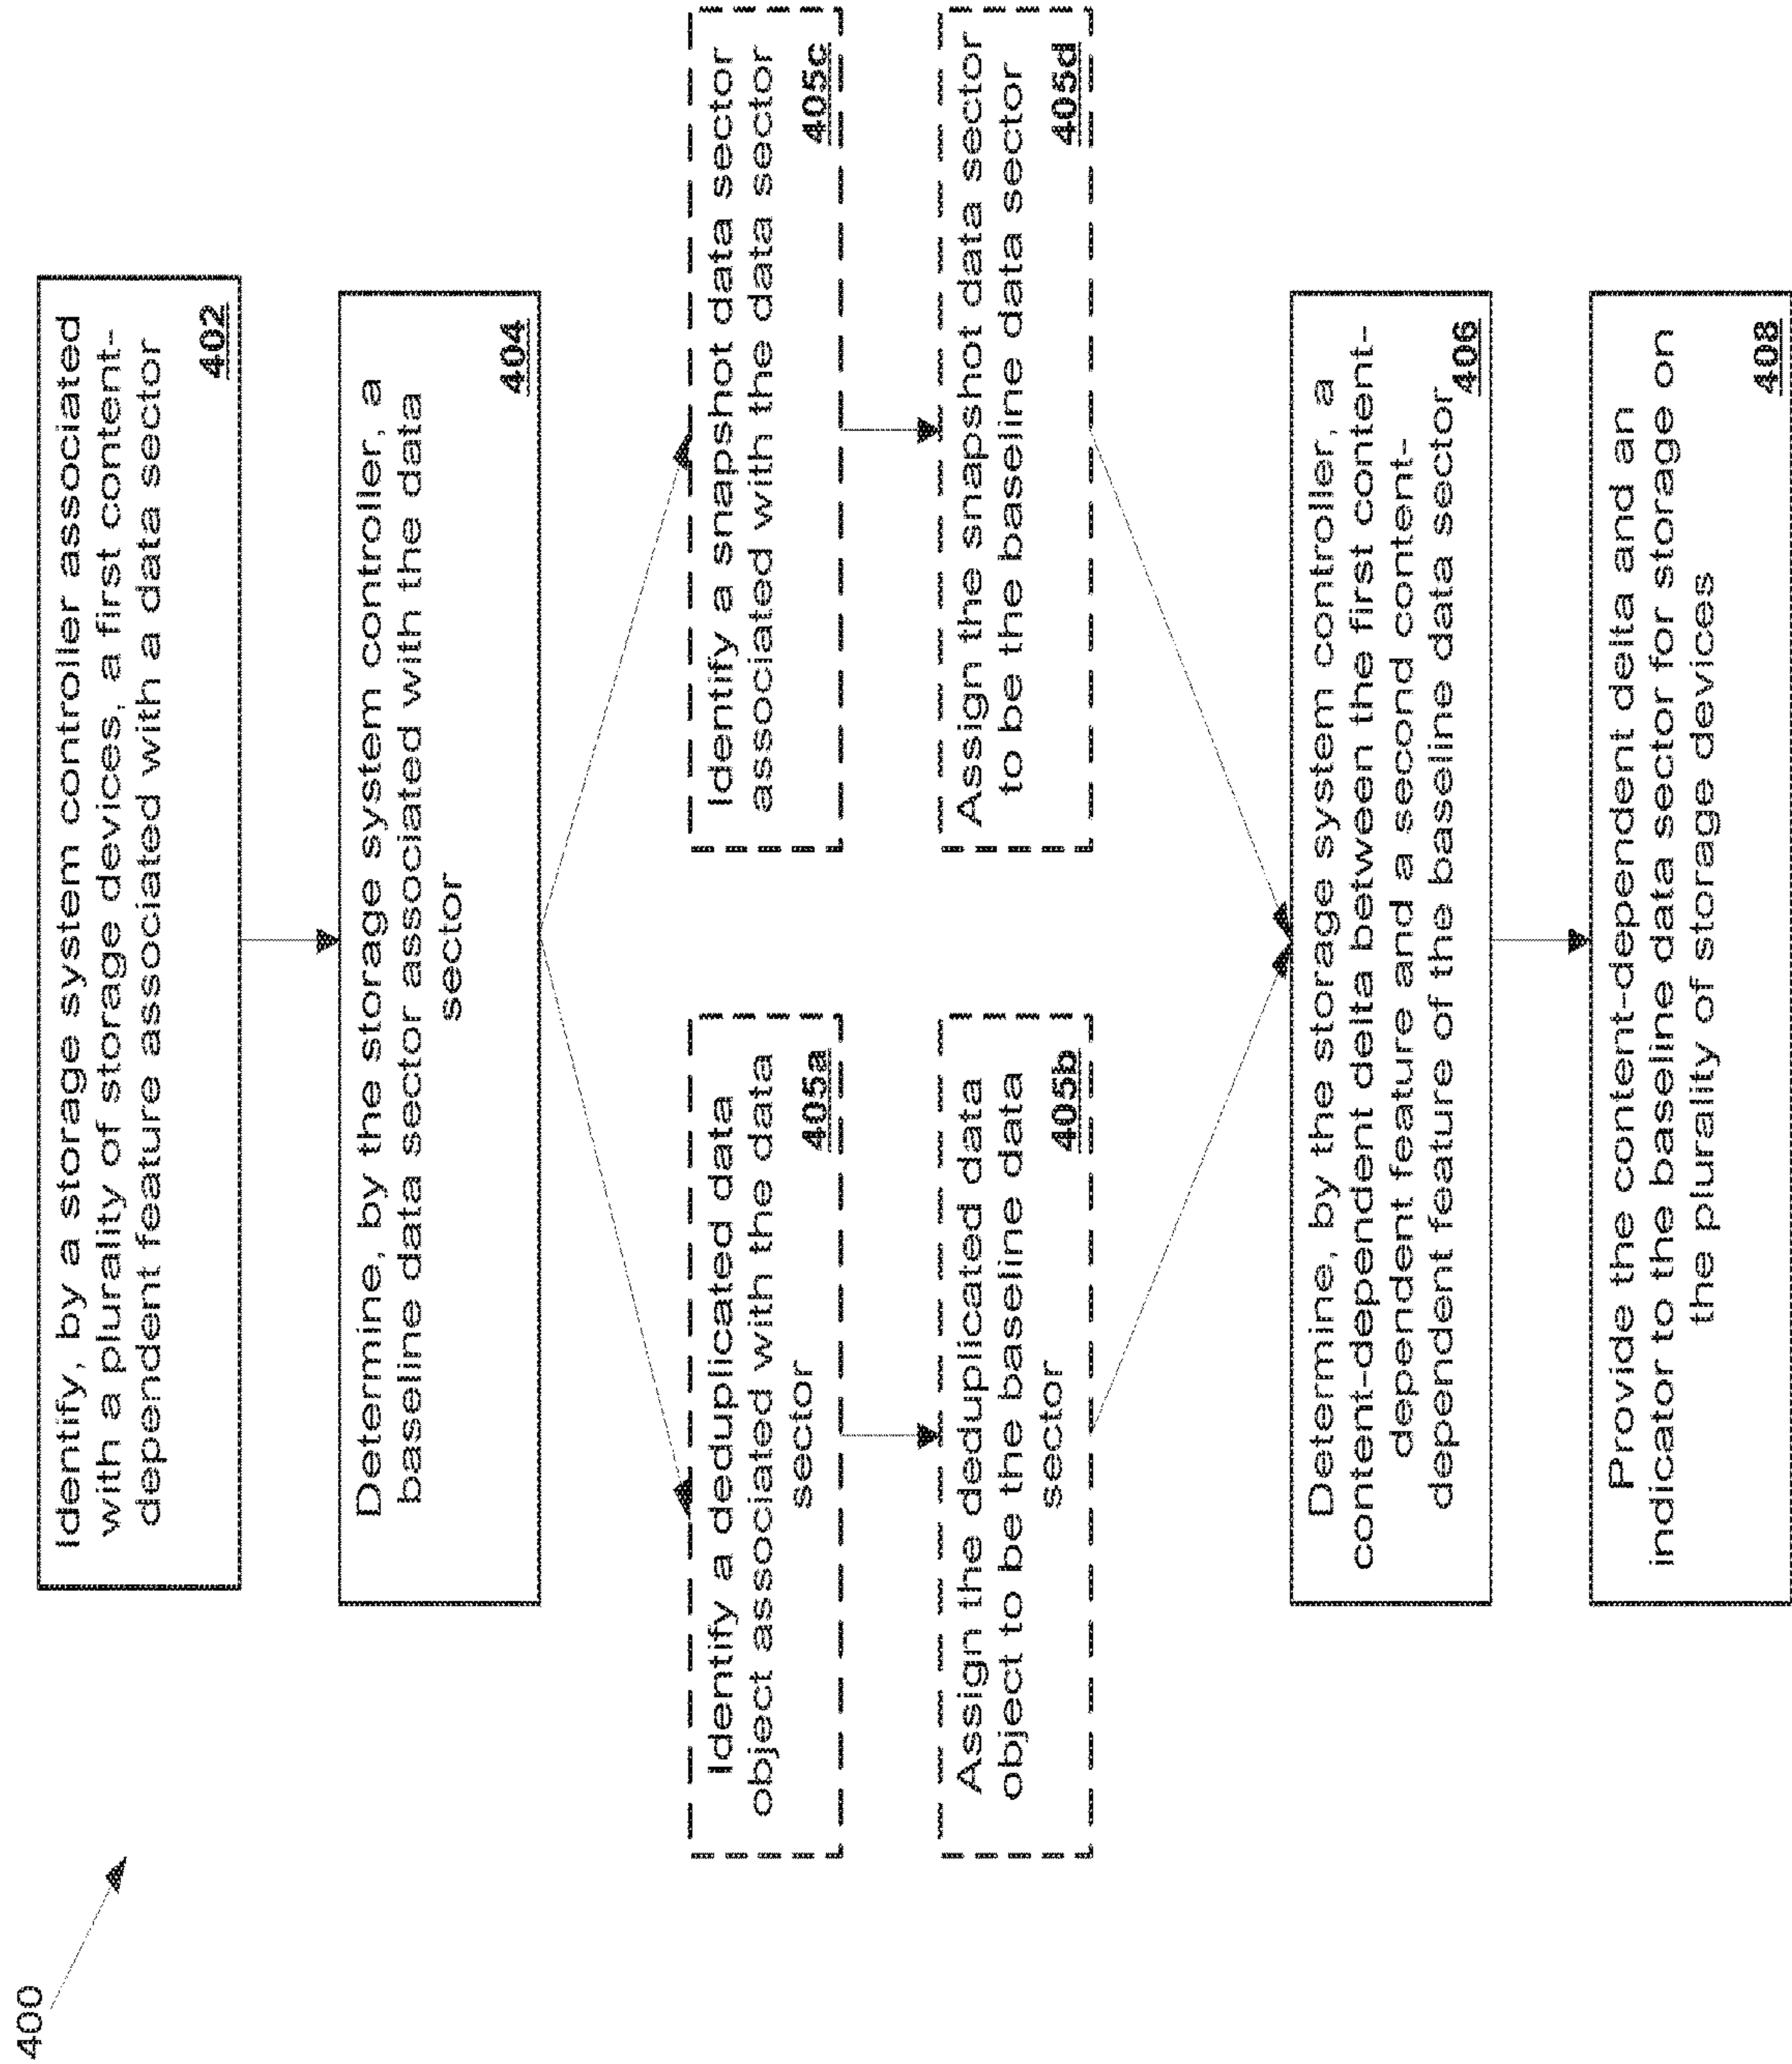 400
Identify, by a storage system controller associated
with a plurality of storage devices, a first content-
dependent feature associated with a data sector
402
Determine, by the storage system controller, a
baseline data sector associated with the data
sector
404
Identify a deduplicated data
object associated with the data
sector
405a
Assign the deduplicated data
object to be the baseline data
sector
405b
Identify a snapshot data sector
associated with the data sector
405c
Assign the snapshot data sector
to be the baseline data sector
405d
Determine, by the storage system controller, a
content-dependent delta between the first content-
dependent feature and a second content-
dependent feature of the baseline data sector
406
Provide the content-dependent delta and an
indicator to the baseline data sector for storage on
the plurality of storage devices
408